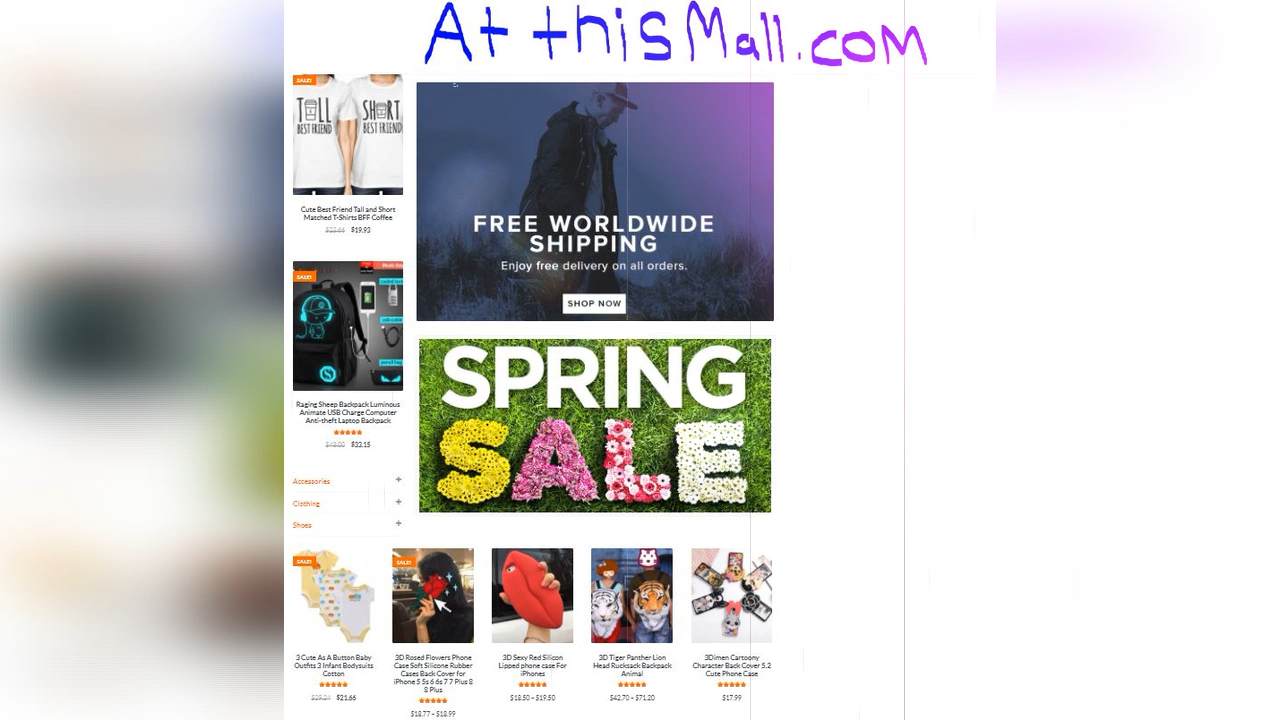 At thisMall.com
SALE!
TALL
BEST FRIEND
SHORT
BEST FRIEND
Cute Best Friend Tall and Short
Matched T-Shirts BFF Coffee
$19.93
SALE!
Raging Sheep Backpack Luminous
Animate USB Charge Computer
Anti-theft Laptop Backpack
$33.15
Accessories +
Clothing +
Shoes +
FREE WORLDWIDE
SHIPPING
Enjoy free delivery on all orders.
SHOP NOW
SPRING
SALE
SALE!
3 Cute As A Button Baby
Outfits 3 Infant Bodysuits
Cotton
$21.66
SALE!
3D Rosed Flowers Phone
Case Soft Silicone Rubber
Cases Back Cover for
iPhone 5 5s 6 6s 7 7 Plus 8
8 Plus
$18.77 – $18.99
3D Sexy Red Silicon
Lipped phone case For
iPhones
$18.50 – $19.50
3D Tiger Panther Lion
Head Rucksack Backpack
Animal
$42.70 – $71.20
3Dimen Cartoony
Character Back Cover 5.2
Cute Phone Case
$17.99